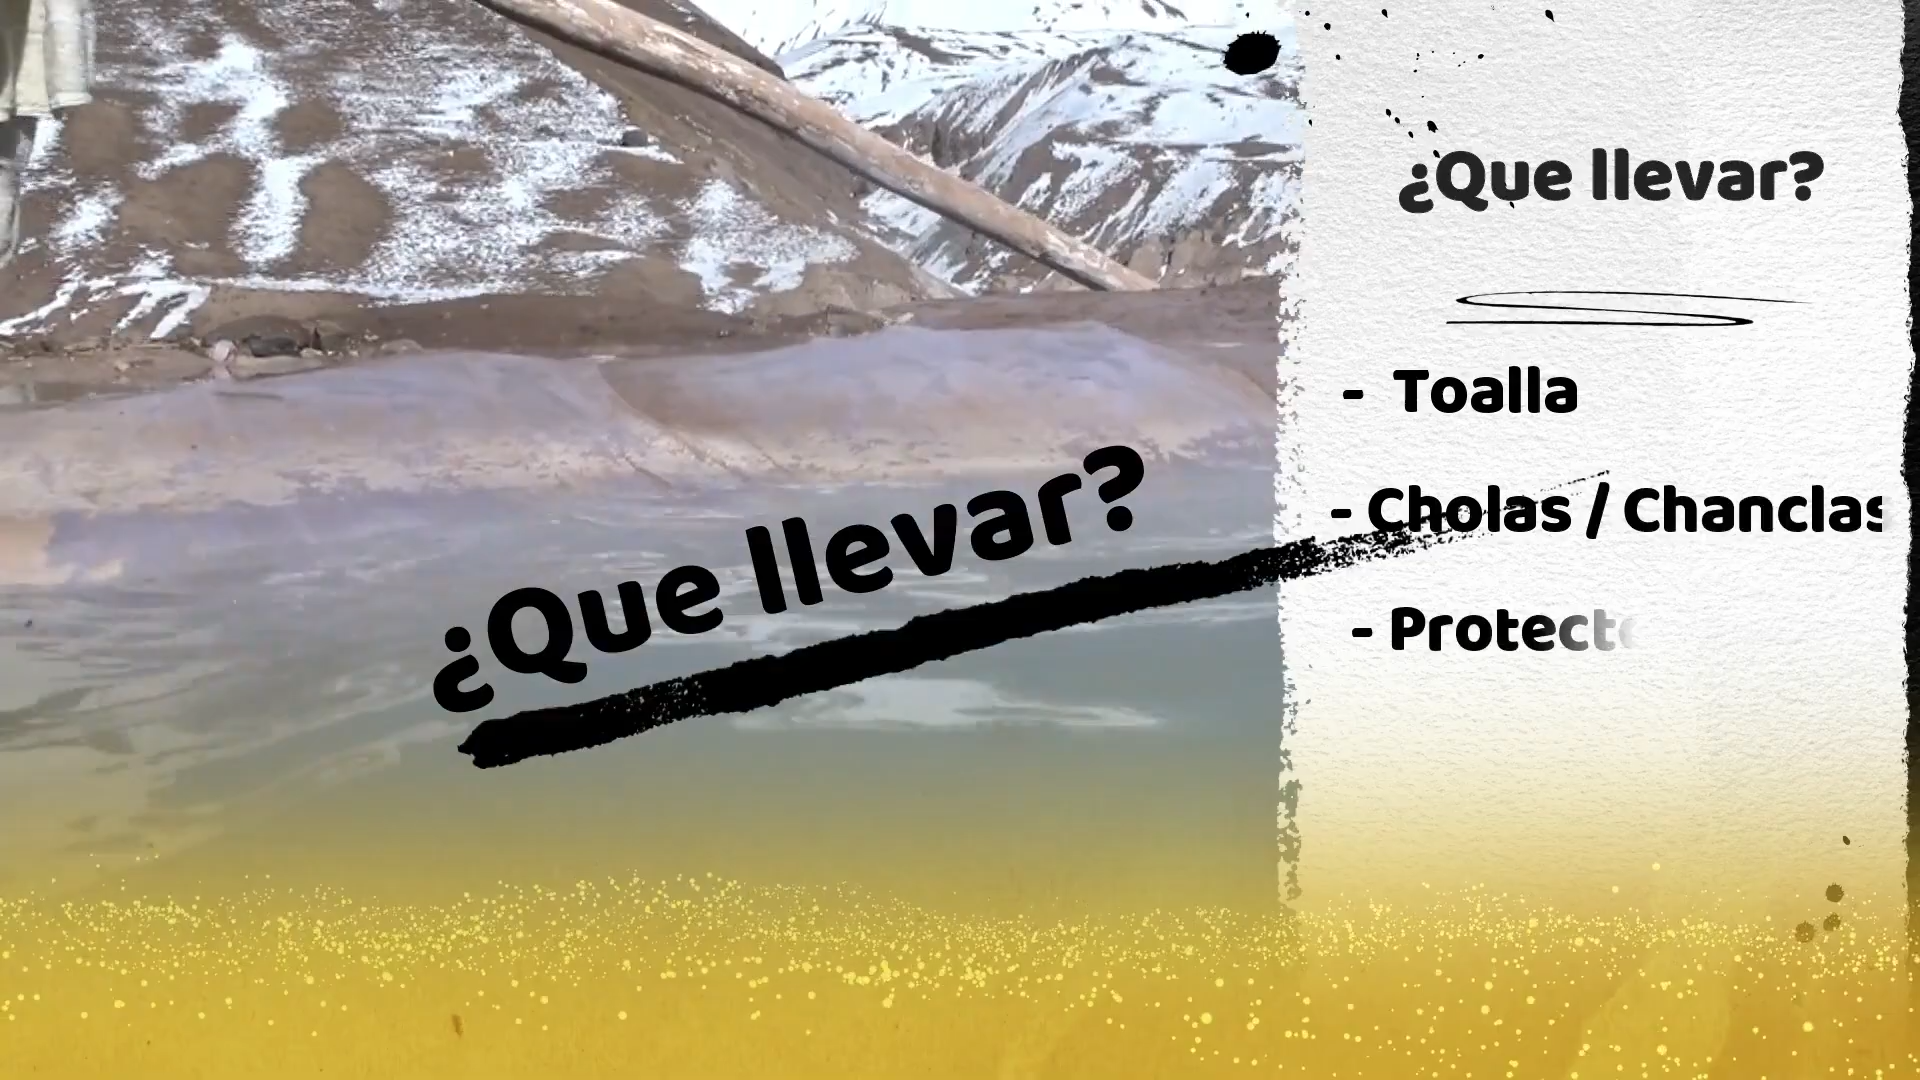 ¿Que llevar?
¿Que llevar?
- Toalla
- Cholas / Chanclas